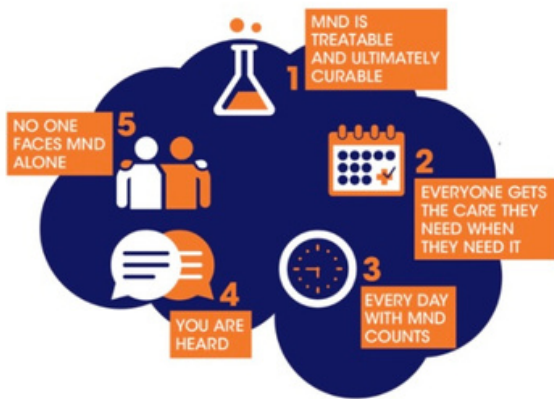 1
MND IS
TREATABLE
AND ULTIMATELY
CURABLE
2
EVERYONE GETS
THE CARE THEY
NEED WHEN
THEY NEED IT
3
EVERY DAY
WITH MND
COUNTS
4
YOU ARE
HEARD
5
NO ONE
FACES MND
ALONE